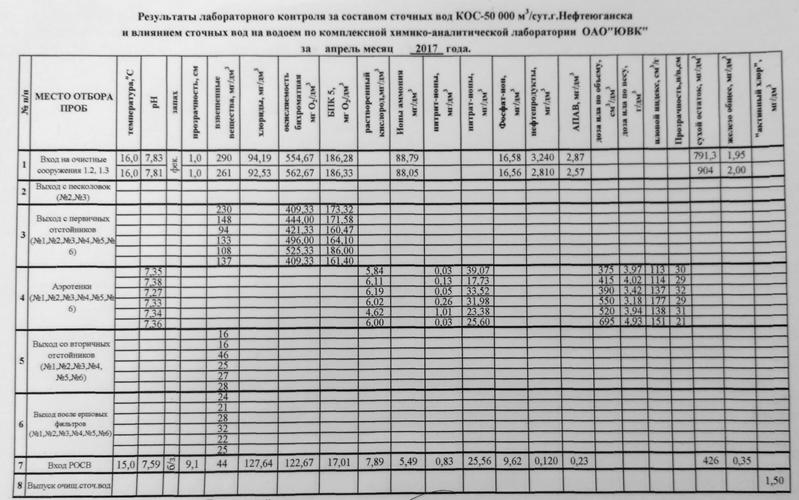 Результаты лабораторного контроля за составом сточных вод КОС-50 000 м³/сут.г.Нефтеюганска
и влиянием сточных вод на водоем по комплексной химико-аналитической лаборатории ОАО"ЮВК"
за апрель месяц 2017 года.
№ п/п МЕСТО ОТБОРА ПРОБ температура,°С pH запах прозрачность, см взвешенные вещества, мг/дм³ хлориды, мг/дм³ окисляемость бихроматная мг О₂/дм³ БПК 5, мг О₂/дм³ растворенный кислород,мг/дм³ Ионы аммония мг/дм³ нитрит-ионы, мг/дм³ нитрат-ионы, мг/дм³ Фосфат-ион, мг/дм³ нефтепродукты, мг/дм³ АПАВ, мг/дм³ доза ила по объему, см³/дм³ доза ила по весу, г/дм³ иловой индекс, см³/г Прозрачность,н/в,см сухой остаток, мг/дм³ железо общее, мг/дм³ "активный хлор", мг/дм³
1 Вход на очистные сооружения 1.2, 1.3 фек.
16,0 7,83 1,0 290 94,19 554,67 186,28 88,79 16,58 3,240 2,87 791,3 1,95
16,0 7,81 1,0 261 92,53 562,67 186,33 88,05 16,56 2,810 2,57 904 2,00
2 Выход с песколовок
(№2,№3)
3 Выход с первичных
отстойников
(№1,№2,№3,№4,№5,№
6)
230 409,33 173,32
148 444,00 171,58
94 421,33 160,47
133 496,00 164,10
108 525,33 186,00
137 409,33 161,40
4 Аэротенки
(№1,№2,№3,№4,№5,№
6)
7,35 5,84 0,03 39,07 375 3,97 113 30
7,38 6,11 0,13 17,73 415 4,02 114 29
7,27 6,19 0,05 33,52 390 3,42 137 32
7,33 6,02 0,26 31,98 550 3,18 177 29
7,34 4,62 1,01 23,38 520 3,94 138 31
7,36 6,00 0,03 25,60 695 4,93 151 21
5 Выход со вторичных
отстойников
(№1,№2,№3,№4,
№5,№6)
16
16
46
25
27
28
6 Выход после ершовых
фильтров
(№1,№2,№3,№4,№5,№6)
24
21
28
32
22
25
7 Вход РОСВ 15,0 7,59 б/з 9,1 44 127,64 122,67 17,01 7,89 5,49 0,83 25,56 9,62 0,120 0,23 426 0,35
8 Выпуск очищ.сточ.вод 1,50